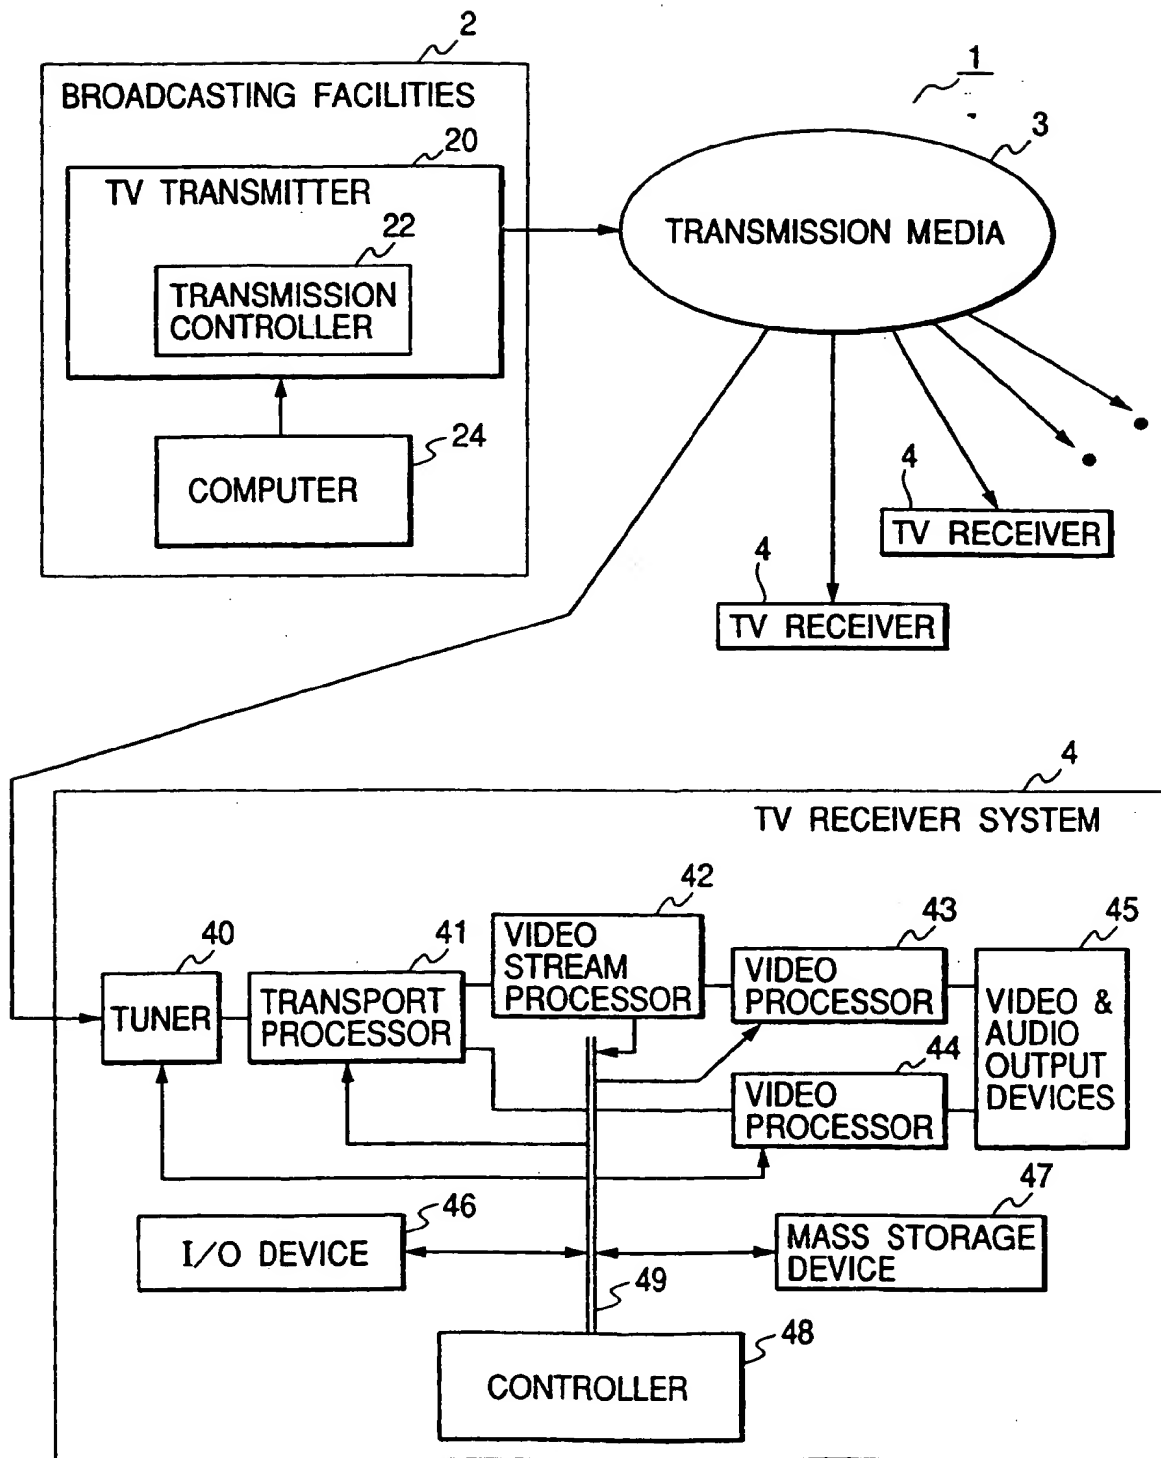 2
BROADCASTING FACILITIES
20
TV TRANSMITTER
22
TRANSMISSION
CONTROLLER
24
COMPUTER
1
3
TRANSMISSION MEDIA
4
TV RECEIVER
4
TV RECEIVER
4
TV RECEIVER SYSTEM
40
TUNER
41
TRANSPORT
PROCESSOR
42
VIDEO
STREAM
PROCESSOR
43
VIDEO
PROCESSOR
44
VIDEO
PROCESSOR
45
VIDEO &
AUDIO
OUTPUT
DEVICES
46
I/O DEVICE
47
MASS STORAGE
DEVICE
49
48
CONTROLLER